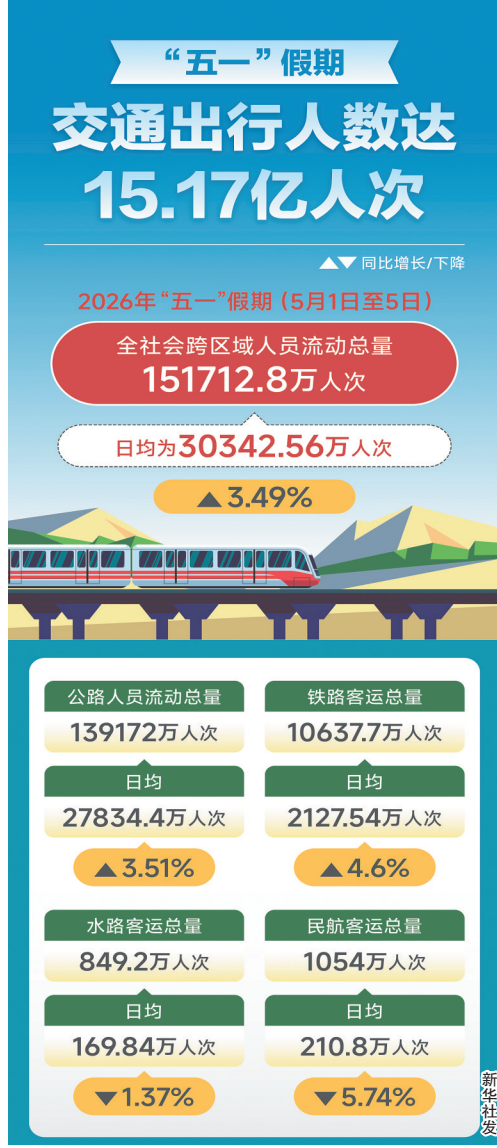 “五一”假期
交通出行人数达
15.17亿人次
▲▼同比增长/下降
2026年“五一”假期（5月1日至5日）
全社会跨区域人员流动总量
151712.8万人次
日均为30342.56万人次
▲3.49%
公路人员流动总量
139172万人次
日均
27834.4万人次
▲3.51%
铁路客运总量
10637.7万人次
日均
2127.54万人次
▲4.6%
水路客运总量
849.2万人次
日均
169.84万人次
▼1.37%
民航客运总量
1054万人次
日均
210.8万人次
▼5.74%
新华社发